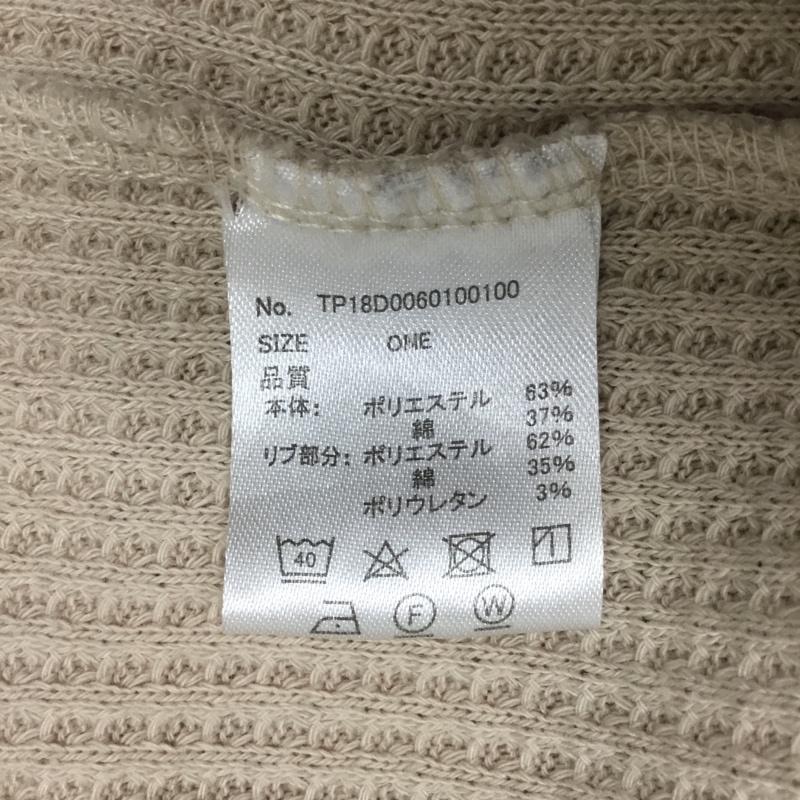 No. TP18D0060100100
SIZE ONE
品質
本体: ポリエステル 63%
綿 37%
リブ部分: ポリエステル 62%
綿 35%
ポリウレタン 3%
40
F W